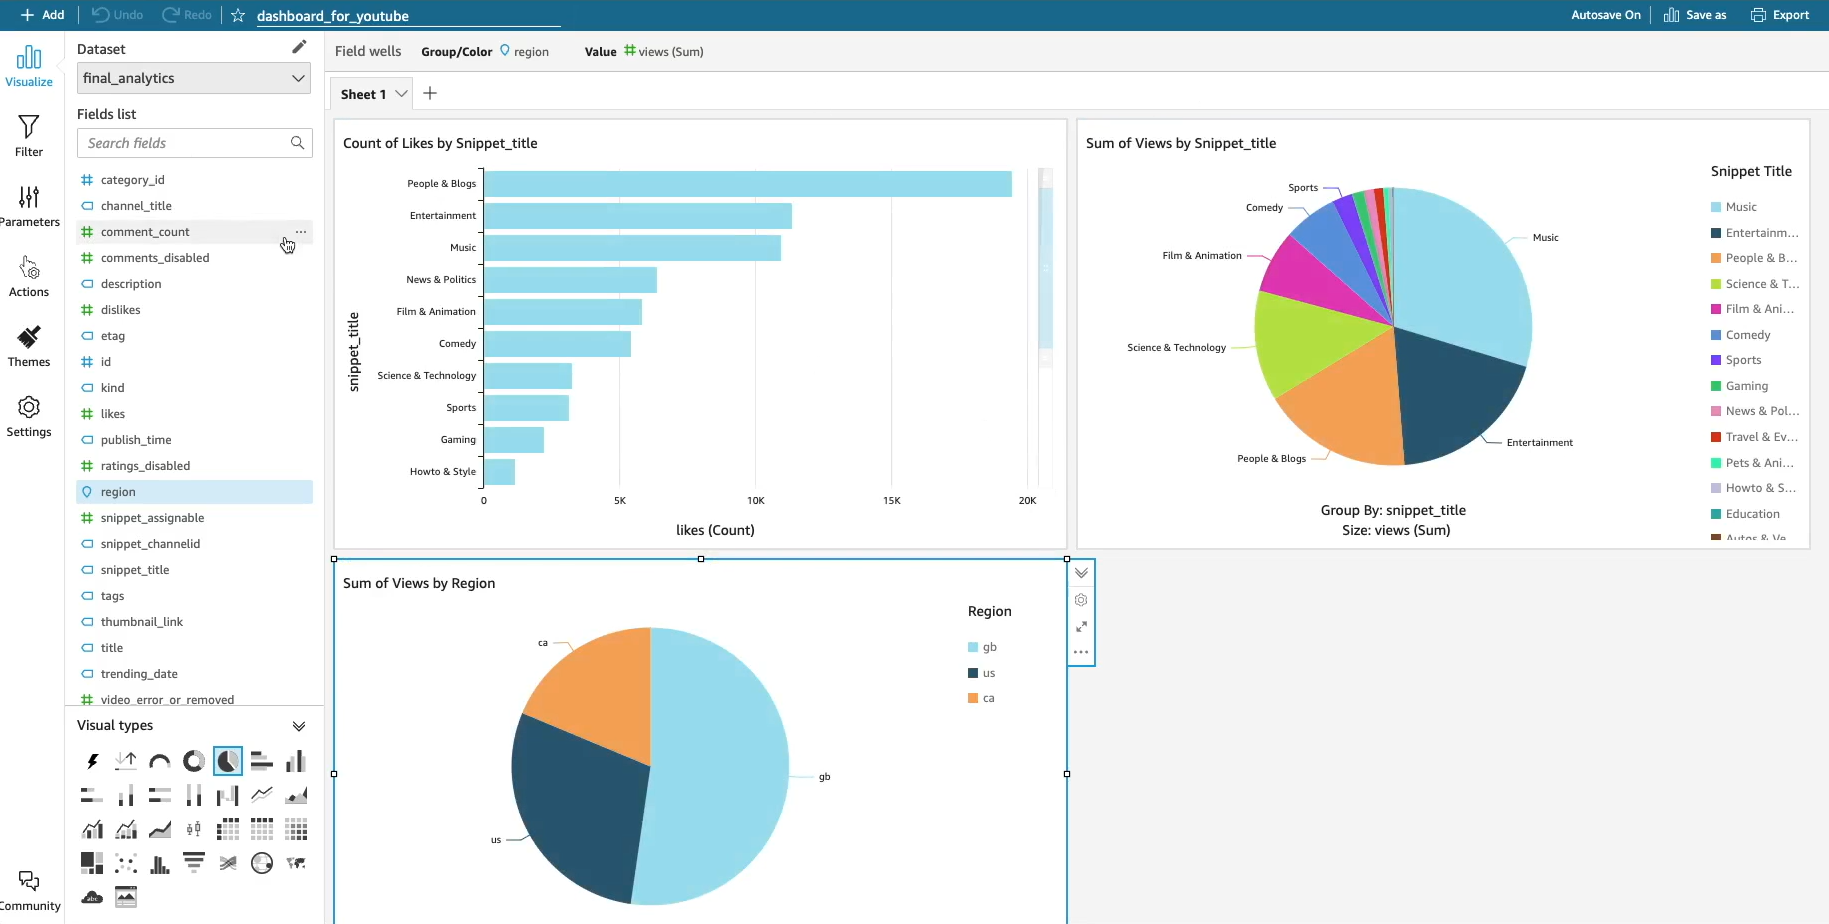 Add
Undo
Redo
dashboard_for_youtube
Autosave On
Save as
Export
Visualize
Filter
Parameters
Actions
Themes
Settings
Community
Dataset
final_analytics
Fields list
Search fields
category_id
channel_title
comment_count
comments_disabled
description
dislikes
etag
id
kind
likes
publish_time
ratings_disabled
region
snippet_assignable
snippet_channelid
snippet_title
tags
thumbnail_link
title
trending_date
video_error_or_removed
Visual types
abc
Field wells
Group/Color
region
Value
views (Sum)
Sheet 1
Count of Likes by Snippet_title
snippet_title
People & Blogs
Entertainment
Music
News & Politics
Film & Animation
Comedy
Science & Technology
Sports
Gaming
Howto & Style
0
5K
10K
15K
20K
likes (Count)
Sum of Views by Snippet_title
Sports
Comedy
Film & Animation
Science & Technology
People & Blogs
Music
Entertainment
Group By: snippet_title
Size: views (Sum)
Snippet Title
Music
Entertainm...
People & B...
Science & T...
Film & Ani...
Comedy
Sports
Gaming
News & Pol...
Travel & Ev...
Pets & Ani...
Howto & S...
Education
Autos & Ve
Sum of Views by Region
ca
us
gb
Region
gb
us
ca